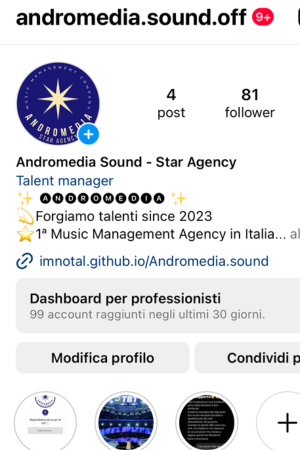 andromedia.sound.off 9+
MUSIC MANAGEMENT COMPANY
ANDROMEDIA
STAR AGENCY
4 81
post follower
Andromedia Sound - Star Agency
Talent manager
✨ 🅐🅝🅓🅡🅞🅜🅔🅓🅘🅐 ✨
💫Forgiamo talenti since 2023
⭐1ª Music Management Agency in Italia... al
imnotal.github.io/Andromedia.sound
Dashboard per professionisti
99 account raggiunti negli ultimi 30 giorni.
Modifica profilo Condividi p